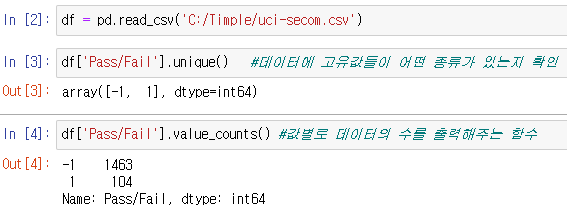 In [2]: df = pd.read_csv('C:/Timple/uci-secom.csv')
In [3]: df['Pass/Fail'].unique() #데이터에 고유값들이 어떤 종류가 있는지 확인
Out[3]: array([-1, 1], dtype=int64)
In [4]: df['Pass/Fail'].value_counts() #값별로 데이터의 수를 출력해주는 함수
Out[4]: -1 1463
1 104
Name: Pass/Fail, dtype: int64